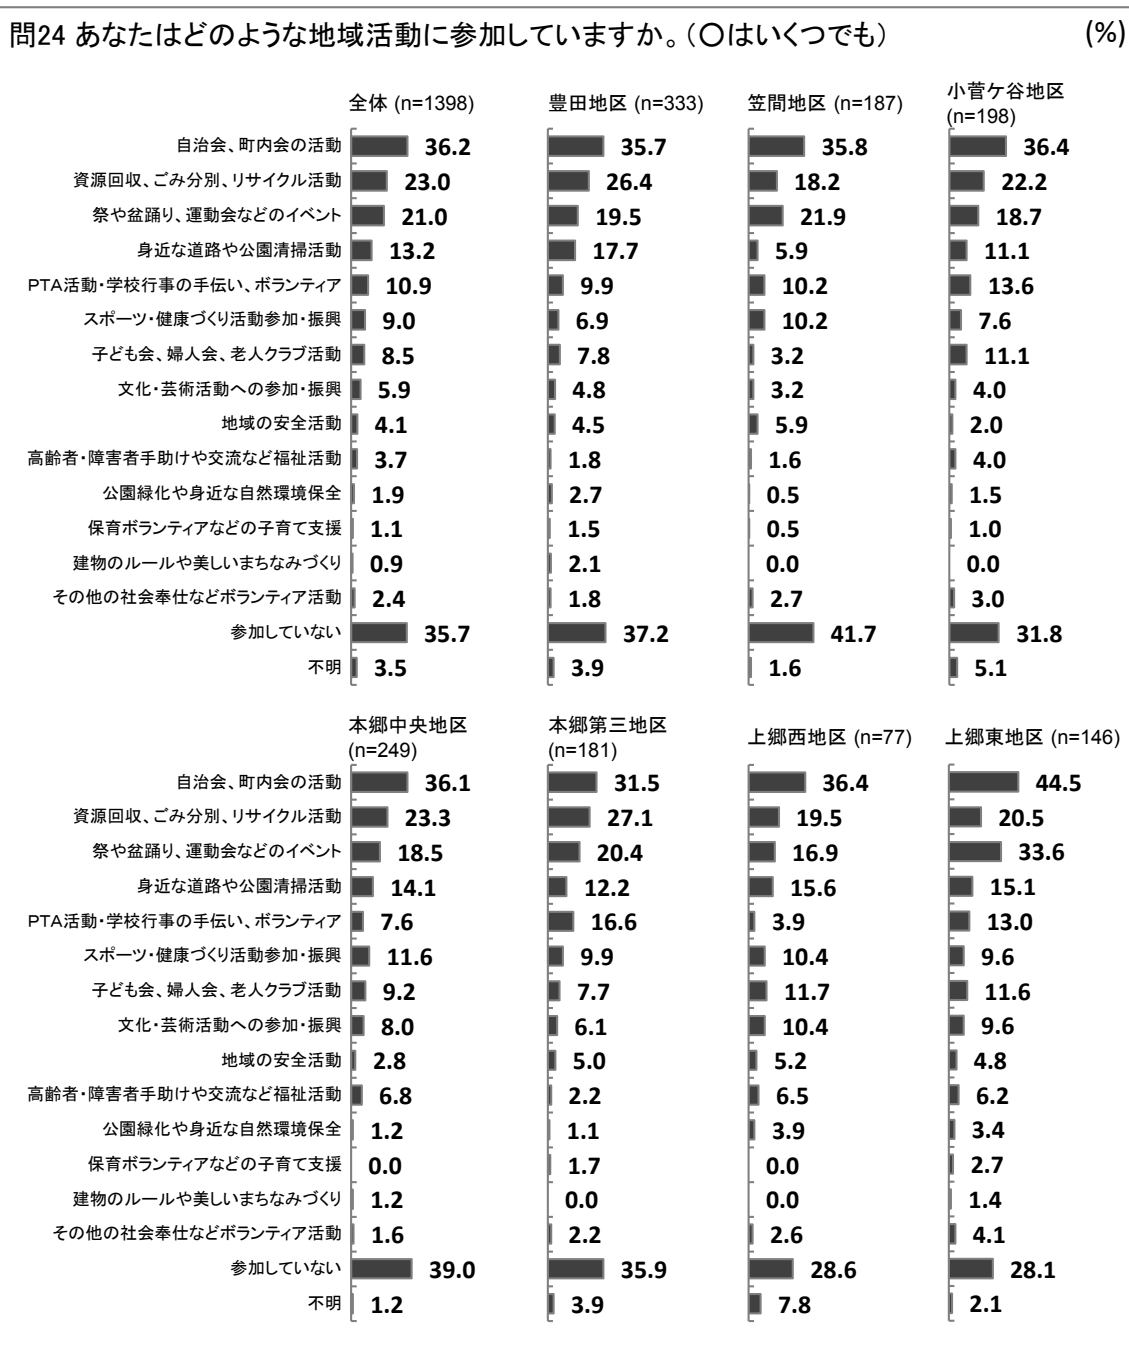 問24 あなたはどのような地域活動に参加していますか。（○はいくつでも） (%)
全体 (n=1398) 豊田地区 (n=333) 笠間地区 (n=187) 小菅ケ谷地区 (n=198)
自治会、町内会の活動 36.2 35.7 35.8 36.4
資源回収、ごみ分別、リサイクル活動 23.0 26.4 18.2 22.2
祭や盆踊り、運動会などのイベント 21.0 19.5 21.9 18.7
身近な道路や公園清掃活動 13.2 17.7 5.9 11.1
PTA活動・学校行事の手伝い、ボランティア 10.9 9.9 10.2 13.6
スポーツ・健康づくり活動参加・振興 9.0 6.9 10.2 7.6
子ども会、婦人会、老人クラブ活動 8.5 7.8 3.2 11.1
文化・芸術活動への参加・振興 5.9 4.8 3.2 4.0
地域の安全活動 4.1 4.5 5.9 2.0
高齢者・障害者手助けや交流など福祉活動 3.7 1.8 1.6 4.0
公園緑化や身近な自然環境保全 1.9 2.7 0.5 1.5
保育ボランティアなどの子育て支援 1.1 1.5 0.5 1.0
建物のルールや美しいまちなみづくり 0.9 2.1 0.0 0.0
その他の社会奉仕などボランティア活動 2.4 1.8 2.7 3.0
参加していない 35.7 37.2 41.7 31.8
不明 3.5 3.9 1.6 5.1
本郷中央地区 (n=249) 本郷第三地区 (n=181) 上郷西地区 (n=77) 上郷東地区 (n=146)
自治会、町内会の活動 36.1 31.5 36.4 44.5
資源回収、ごみ分別、リサイクル活動 23.3 27.1 19.5 20.5
祭や盆踊り、運動会などのイベント 18.5 20.4 16.9 33.6
身近な道路や公園清掃活動 14.1 12.2 15.6 15.1
PTA活動・学校行事の手伝い、ボランティア 7.6 16.6 3.9 13.0
スポーツ・健康づくり活動参加・振興 11.6 9.9 10.4 9.6
子ども会、婦人会、老人クラブ活動 9.2 7.7 11.7 11.6
文化・芸術活動への参加・振興 8.0 6.1 10.4 9.6
地域の安全活動 2.8 5.0 5.2 4.8
高齢者・障害者手助けや交流など福祉活動 6.8 2.2 6.5 6.2
公園緑化や身近な自然環境保全 1.2 1.1 3.9 3.4
保育ボランティアなどの子育て支援 0.0 1.7 0.0 2.7
建物のルールや美しいまちなみづくり 1.2 0.0 0.0 1.4
その他の社会奉仕などボランティア活動 1.6 2.2 2.6 4.1
参加していない 39.0 35.9 28.6 28.1
不明 1.2 3.9 7.8 2.1